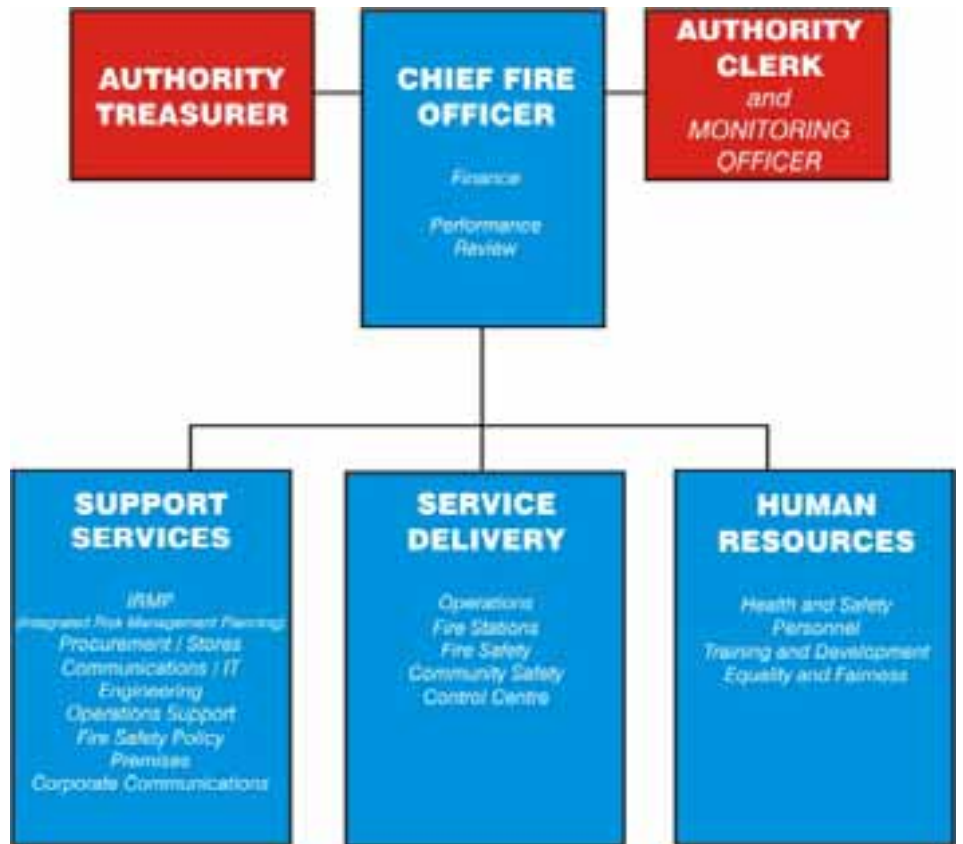 AUTHORITY
TREASURER
CHIEF FIRE
OFFICER
Finance
Performance
Review
AUTHORITY
CLERK
and
MONITORING
OFFICER
SUPPORT
SERVICES
IRMP
(Integrated Risk Management Planning)
Procurement / Stores
Communications / IT
Engineering
Operations Support
Fire Safety Policy
Premises
Corporate Communications
SERVICE
DELIVERY
Operations
Fire Stations
Fire Safety
Community Safety
Control Centre
HUMAN
RESOURCES
Health and Safety
Personnel
Training and Development
Equality and Fairness